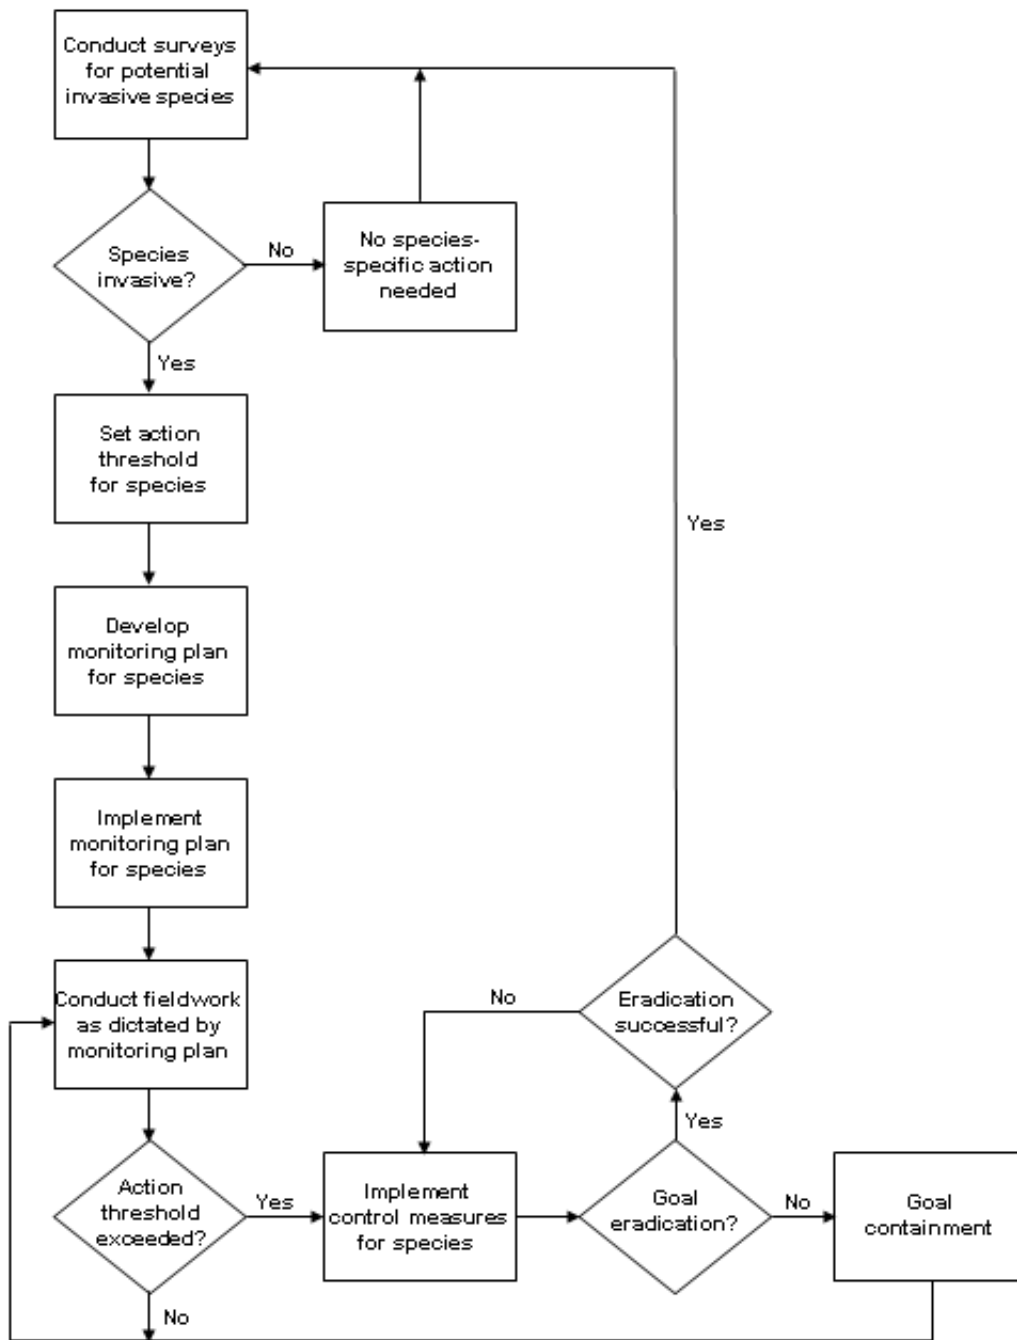 Conduct surveys
for potential
invasive species
Species
invasive?
No
No species-
specific action
needed
Yes
Set action
threshold
for species
Yes
Develop
monitoring plan
for species
Implement
monitoring plan
for species
Conduct fieldwork
as dictated by
monitoring plan
No
Eradication
successful?
Yes
Action
threshold
exceeded?
Yes
Implement
control measures
for species
Goal
eradication?
No
Goal
containment
No